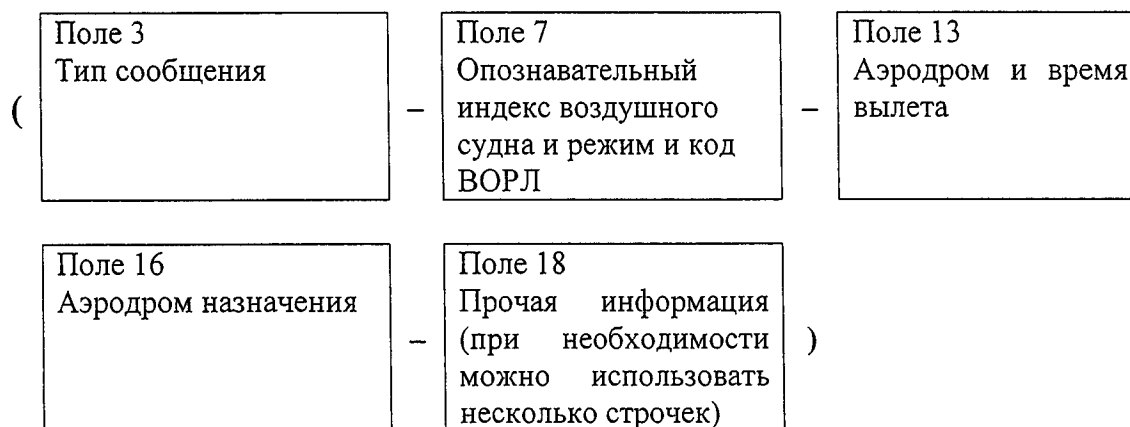 (
Поле 3
Тип сообщения
–
Поле 7
Опознавательный
индекс воздушного
судна и режим и код
ВОРЛ
–
Поле 13
Аэродром и время
вылета
Поле 16
Аэродром назначения
–
Поле 18
Прочая информация
(при необходимости
можно использовать
несколько строчек)
)